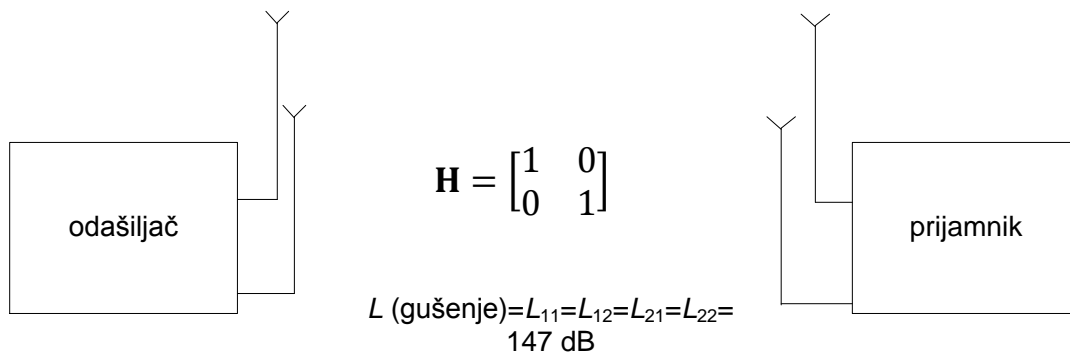 odašiljač
H = [1 0
0 1]
prijamnik
L (gušenje)=L₁₁=L₁₂=L₂₁=L₂₂=
147 dB